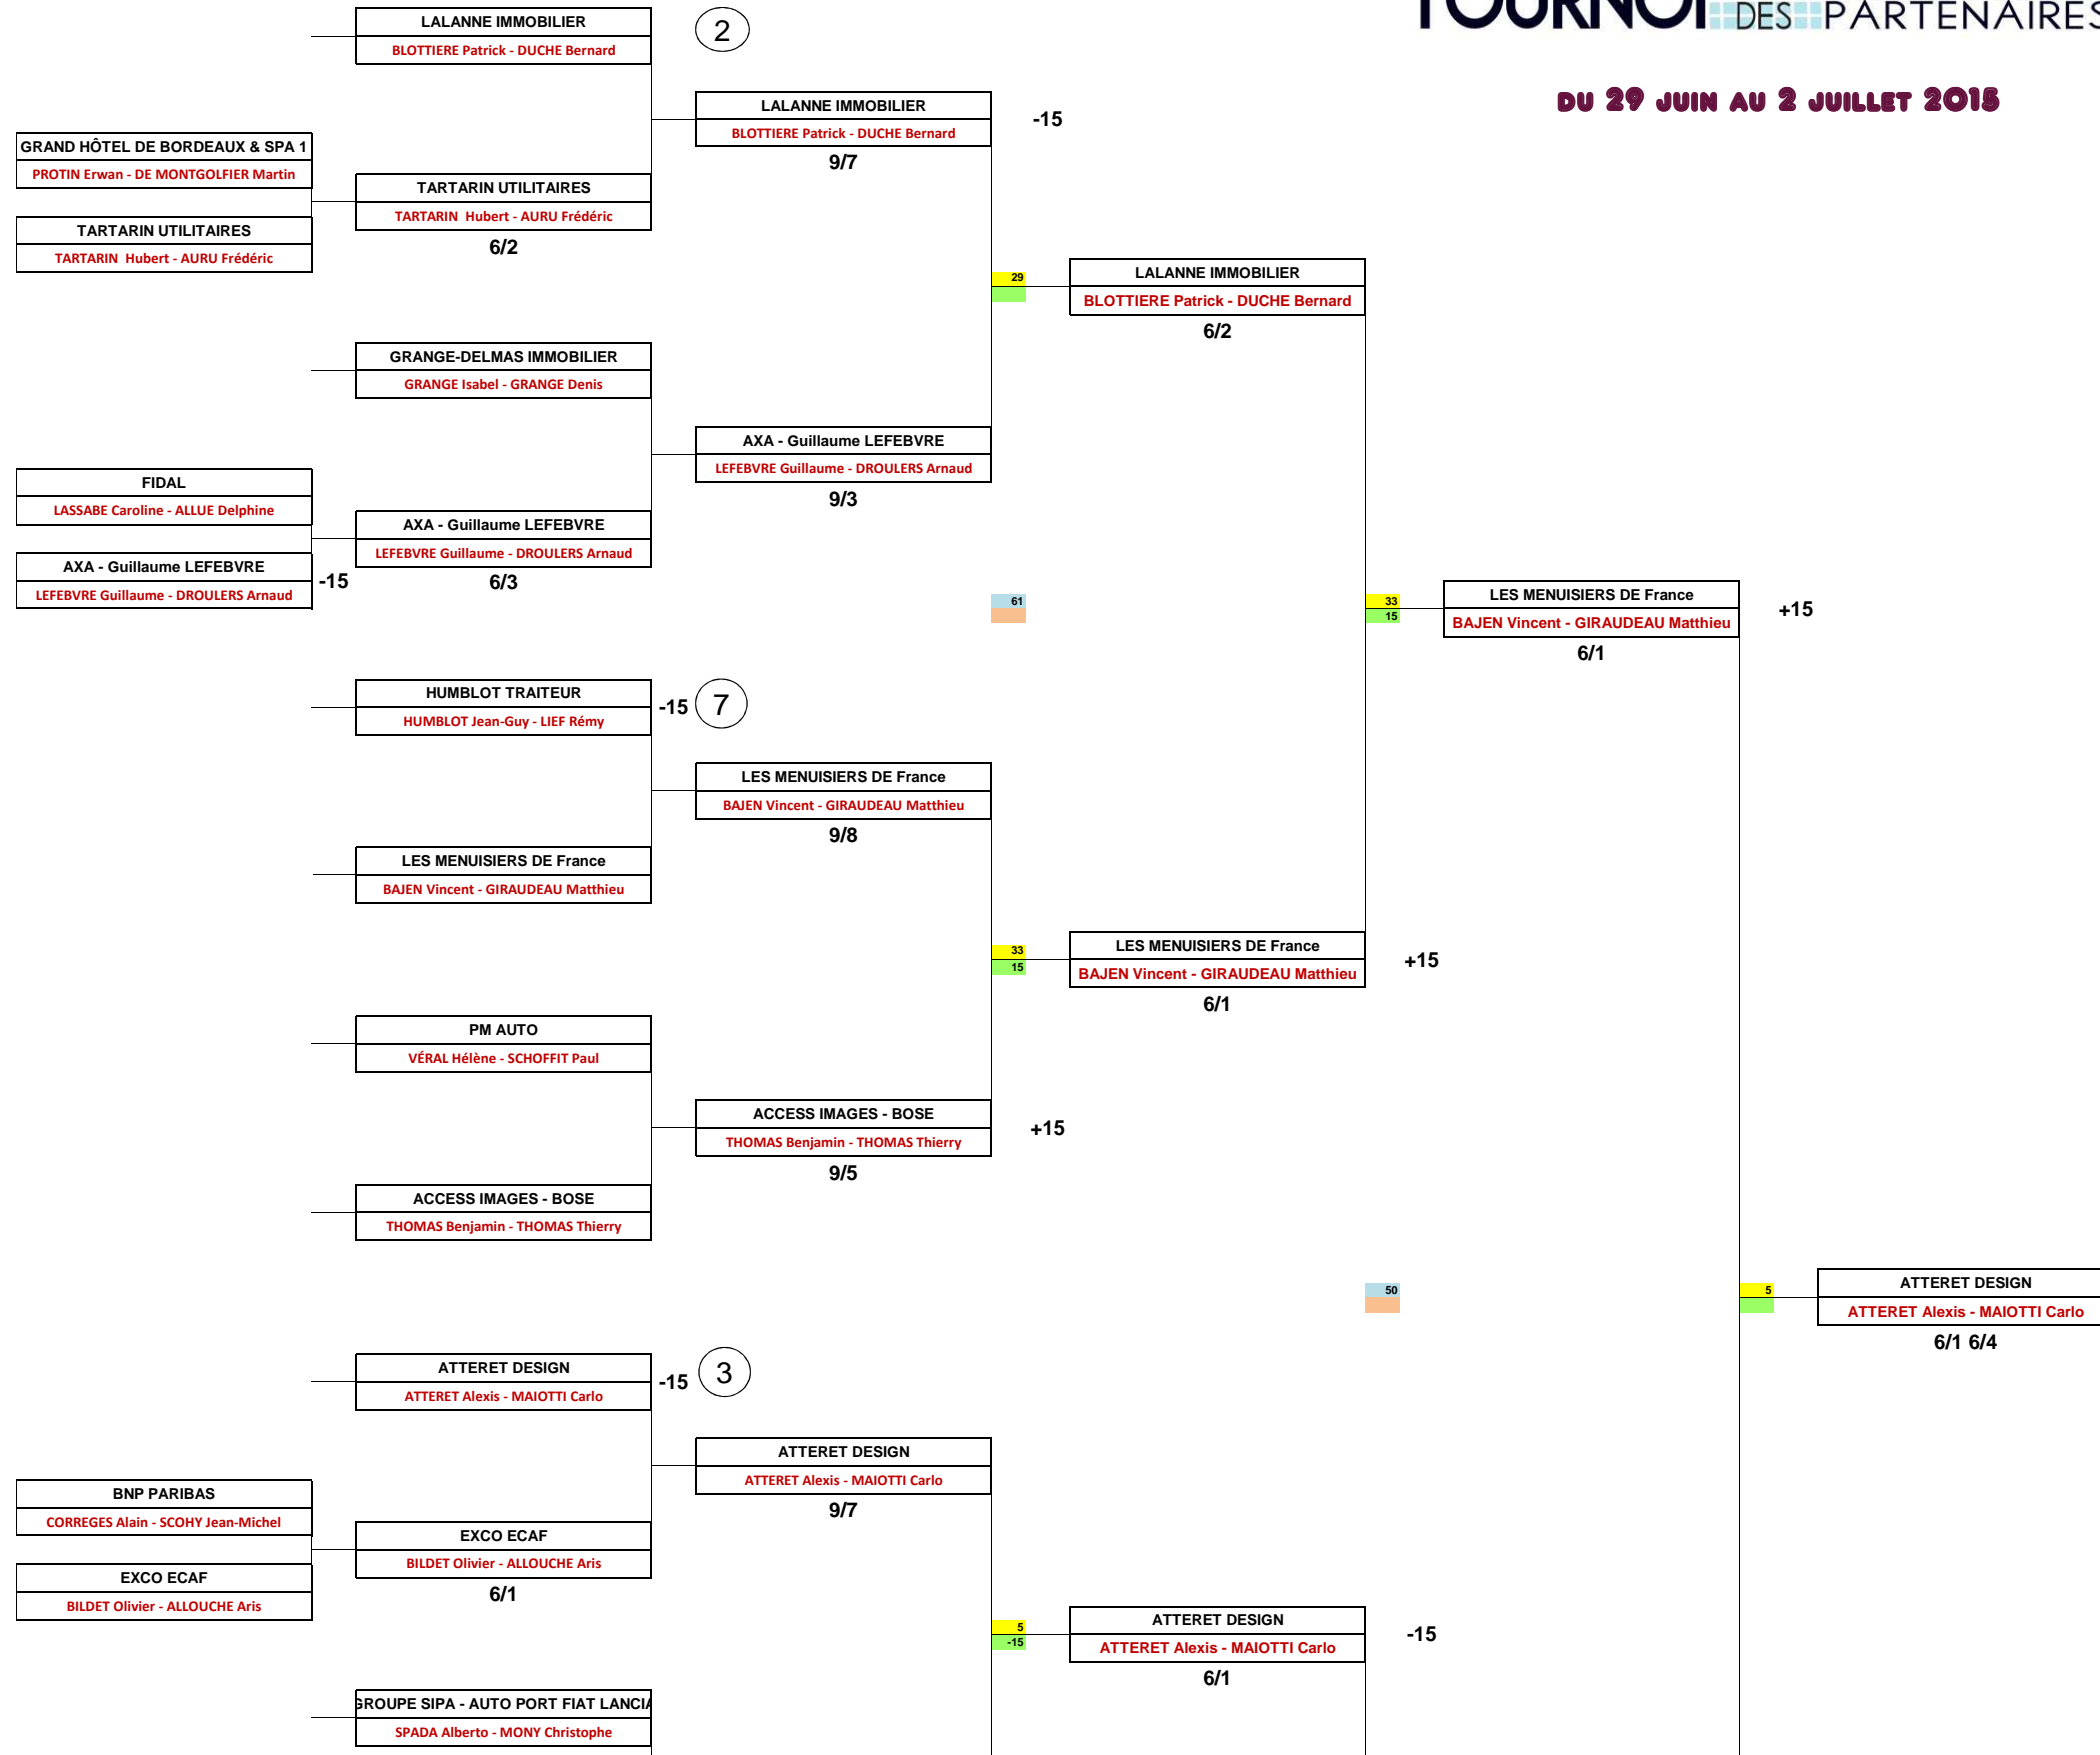 TOURNOI DES PARTENAIRES
DU 29 JUIN AU 2 JUILLET 2015
LALANNE IMMOBILIER
BLOTTIERE Patrick - DUCHE Bernard
2
LALANNE IMMOBILIER
BLOTTIERE Patrick - DUCHE Bernard
9/7
-15
GRAND HÔTEL DE BORDEAUX & SPA 1
PROTIN Erwan - DE MONTGOLFIER Martin
TARTARIN UTILITAIRES
TARTARIN Hubert - AURU Frédéric
6/2
TARTARIN UTILITAIRES
TARTARIN Hubert - AURU Frédéric
29
LALANNE IMMOBILIER
BLOTTIERE Patrick - DUCHE Bernard
6/2
GRANGE-DELMAS IMMOBILIER
GRANGE Isabel - GRANGE Denis
AXA - Guillaume LEFEBVRE
LEFEBVRE Guillaume - DROULERS Arnaud
9/3
FIDAL
LASSABE Caroline - ALLUE Delphine
AXA - Guillaume LEFEBVRE
LEFEBVRE Guillaume - DROULERS Arnaud
6/3
AXA - Guillaume LEFEBVRE
LEFEBVRE Guillaume - DROULERS Arnaud
-15
61
33
15
LES MENUISIERS DE France
BAJEN Vincent - GIRAUDEAU Matthieu
6/1
+15
HUMBLOT TRAITEUR
HUMBLOT Jean-Guy - LIEF Rémy
-15
7
LES MENUISIERS DE France
BAJEN Vincent - GIRAUDEAU Matthieu
9/8
LES MENUISIERS DE France
BAJEN Vincent - GIRAUDEAU Matthieu
33
15
LES MENUISIERS DE France
BAJEN Vincent - GIRAUDEAU Matthieu
6/1
+15
PM AUTO
VÉRAL Hélène - SCHOFFIT Paul
ACCESS IMAGES - BOSE
THOMAS Benjamin - THOMAS Thierry
9/5
+15
ACCESS IMAGES - BOSE
THOMAS Benjamin - THOMAS Thierry
50
5
ATTERET DESIGN
ATTERET Alexis - MAIOTTI Carlo
6/1 6/4
ATTERET DESIGN
ATTERET Alexis - MAIOTTI Carlo
-15
3
ATTERET DESIGN
ATTERET Alexis - MAIOTTI Carlo
9/7
BNP PARIBAS
CORREGES Alain - SCOHY Jean-Michel
EXCO ECAF
BILDET Olivier - ALLOUCHE Aris
6/1
EXCO ECAF
BILDET Olivier - ALLOUCHE Aris
5
-15
ATTERET DESIGN
ATTERET Alexis - MAIOTTI Carlo
6/1
-15
GROUPE SIPA - AUTO PORT FIAT LANCIA
SPADA Alberto - MONY Christophe